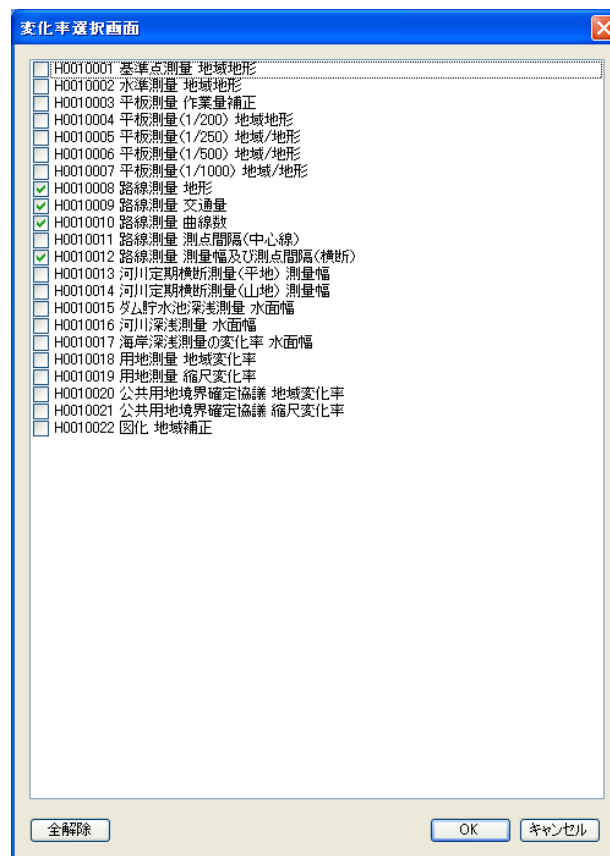 変化率選択画面
H0010001 基準点測量 地域地形
H0010002 水準測量 地域地形
H0010003 平板測量 作業量補正
H0010004 平板測量(1/200) 地域地形
H0010005 平板測量(1/250) 地域/地形
H0010006 平板測量(1/500) 地域/地形
H0010007 平板測量(1/1000) 地域/地形
H0010008 路線測量 地形
H0010009 路線測量 交通量
H0010010 路線測量 曲線数
H0010011 路線測量 測点間隔(中心線)
H0010012 路線測量 測量幅及び測点間隔(横断)
H0010013 河川定期横断測量(平地) 測量幅
H0010014 河川定期横断測量(山地) 測量幅
H0010015 ダム貯水池深浅測量 水面幅
H0010016 河川深浅測量 水面幅
H0010017 海岸深浅測量の変化率 水面幅
H0010018 用地測量 地域変化率
H0010019 用地測量 縮尺変化率
H0010020 公共用地境界確定協議 地域変化率
H0010021 公共用地境界確定協議 縮尺変化率
H0010022 図化 地域補正
全解除 OK キャンセル